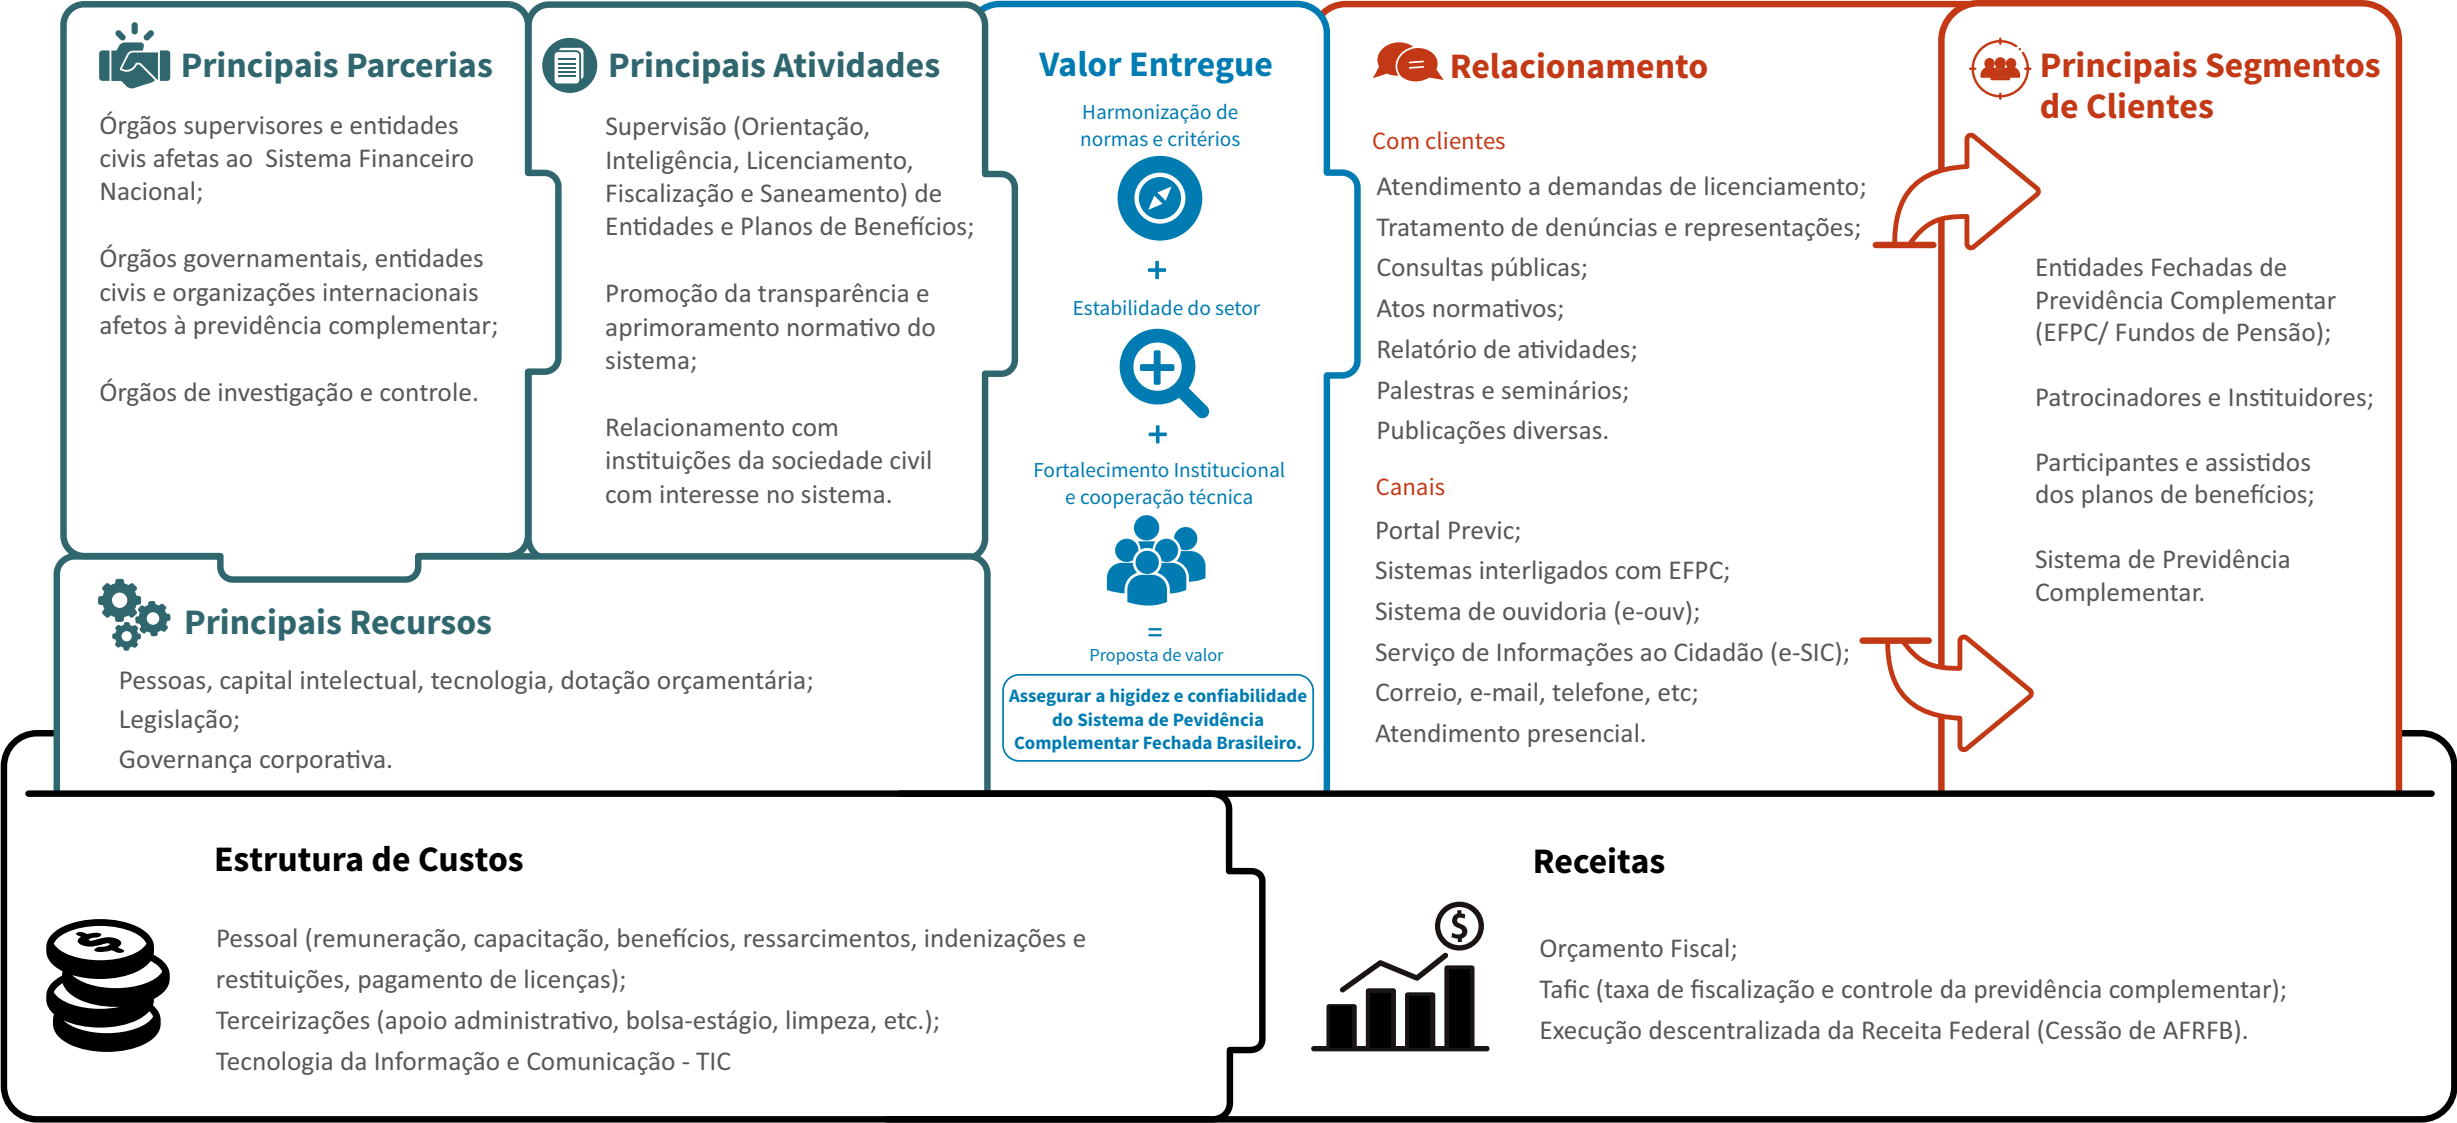 Principais Parcerias
Órgãos supervisores e entidades
civis afetas ao Sistema Financeiro
Nacional;
Órgãos governamentais, entidades
civis e organizações internacionais
afetos à previdência complementar;
Órgãos de investigação e controle.
Principais Atividades
Supervisão (Orientação,
Inteligência, Licenciamento,
Fiscalização e Saneamento) de
Entidades e Planos de Benefícios;
Promoção da transparência e
aprimoramento normativo do
sistema;
Relacionamento com
instituições da sociedade civil
com interesse no sistema.
Principais Recursos
Pessoas, capital intelectual, tecnologia, dotação orçamentária;
Legislação;
Governança corporativa.
Valor Entregue
Harmonização de
normas e critérios
+
Estabilidade do setor
+
Fortalecimento Institucional
e cooperação técnica
=
Proposta de valor
Assegurar a higidez e confiabilidade
do Sistema de Pevidência
Complementar Fechada Brasileiro.
Relacionamento
Com clientes
Atendimento a demandas de licenciamento;
Tratamento de denúncias e representações;
Consultas públicas;
Atos normativos;
Relatório de atividades;
Palestras e seminários;
Publicações diversas.
Canais
Portal Previc;
Sistemas interligados com EFPC;
Sistema de ouvidoria (e-ouv);
Serviço de Informações ao Cidadão (e-SIC);
Correio, e-mail, telefone, etc;
Atendimento presencial.
Principais Segmentos
de Clientes
Entidades Fechadas de
Previdência Complementar
(EFPC/ Fundos de Pensão);
Patrocinadores e Instituidores;
Participantes e assistidos
dos planos de benefícios;
Sistema de Previdência
Complementar.
Estrutura de Custos
$
Pessoal (remuneração, capacitação, benefícios, ressarcimentos, indenizações e
restituições, pagamento de licenças);
Terceirizações (apoio administrativo, bolsa-estágio, limpeza, etc.);
Tecnologia da Informação e Comunicação - TIC
Receitas
$
Orçamento Fiscal;
Tafic (taxa de fiscalização e controle da previdência complementar);
Execução descentralizada da Receita Federal (Cessão de AFRFB).